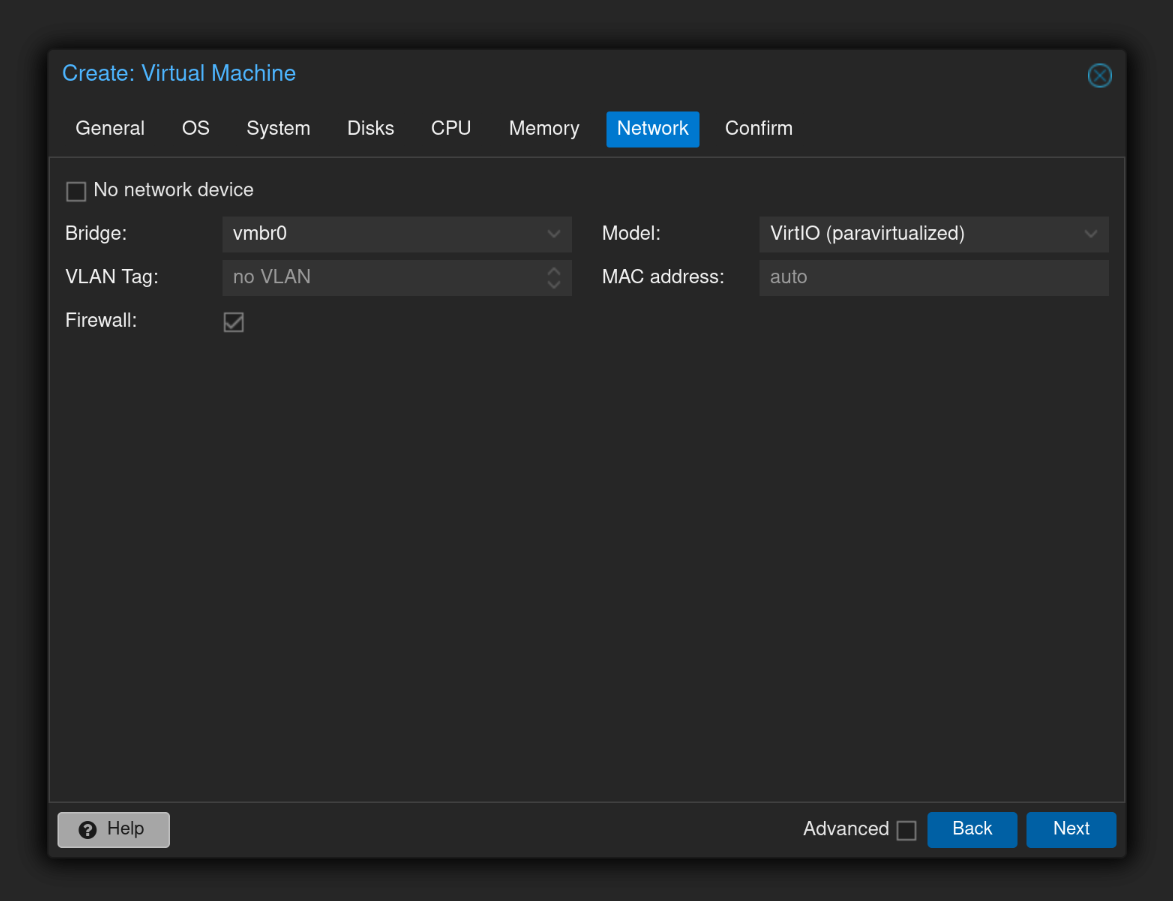 Create: Virtual Machine
General OS System Disks CPU Memory Network Confirm
No network device
Bridge: vmbr0 Model: VirtIO (paravirtualized)
VLAN Tag: no VLAN MAC address: auto
Firewall:
Help Advanced Back Next